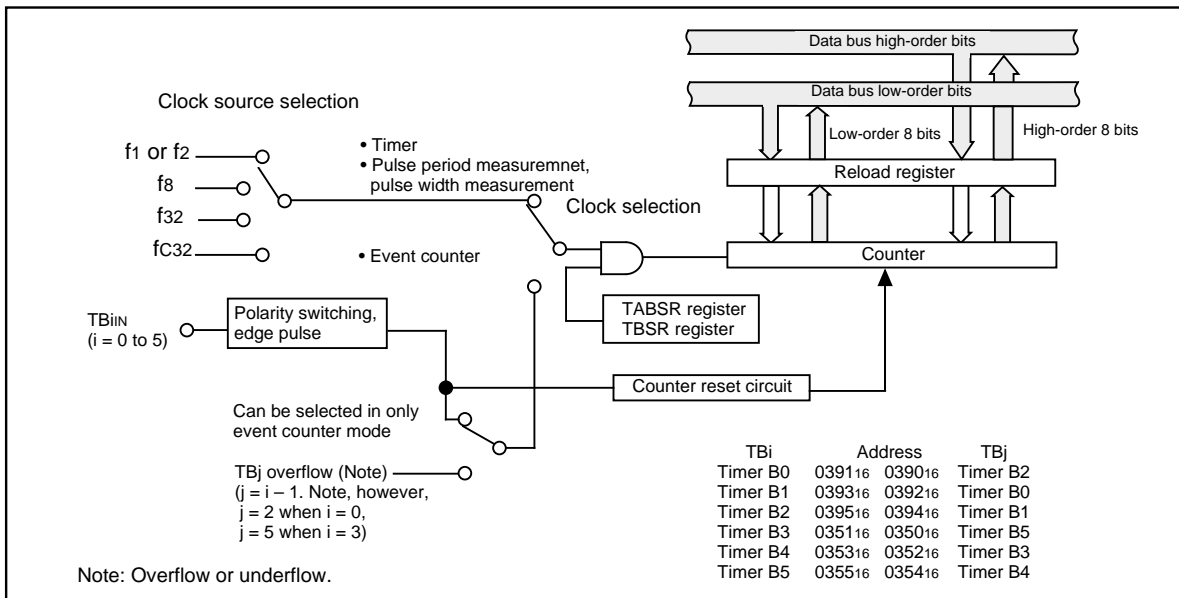 Data bus high-order bits
Data bus low-order bits
Clock source selection
Low-order 8 bits
High-order 8 bits
f1 or f2
• Timer
• Pulse period measuremnet,
pulse width measurement
Reload register
f8
Clock selection
f32
fC32
• Event counter
Counter
TABSR register
TBSR register
TBiIN
(i = 0 to 5)
Polarity switching,
edge pulse
Counter reset circuit
Can be selected in only
event counter mode
TBj overflow (Note)
(j = i – 1. Note, however,
j = 2 when i = 0,
j = 5 when i = 3)
TBi Address TBj
Timer B0 039116 039016 Timer B2
Timer B1 039316 039216 Timer B0
Timer B2 039516 039416 Timer B1
Timer B3 035116 035016 Timer B5
Timer B4 035316 035216 Timer B3
Timer B5 035516 035416 Timer B4
Note: Overflow or underflow.